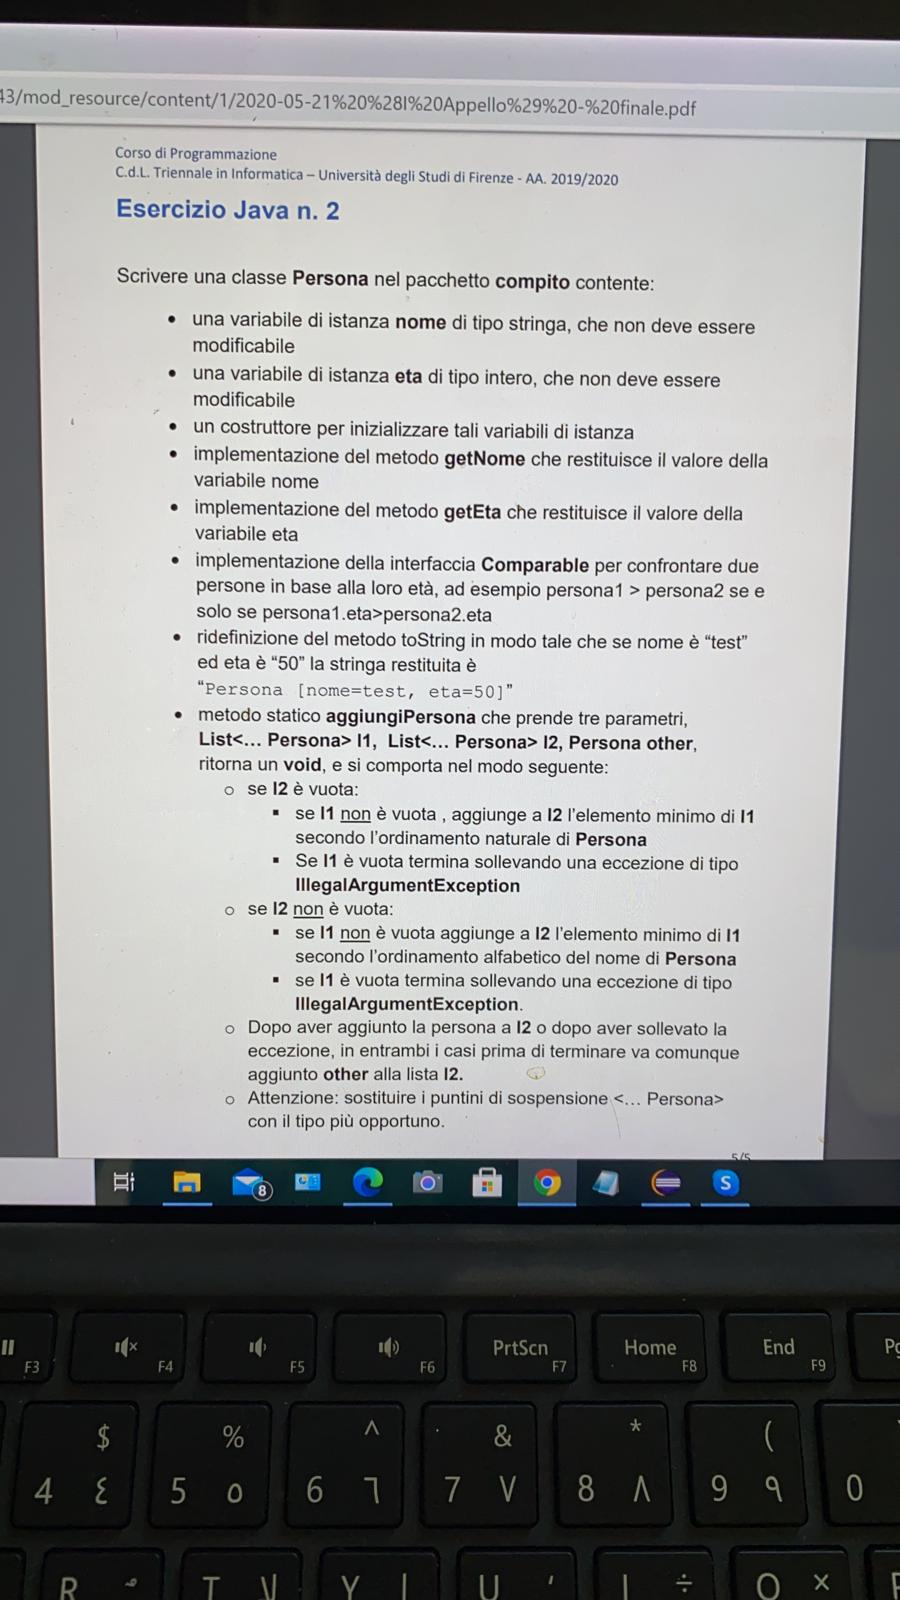 43/mod_resource/content/1/2020-05-21%20%28I%20Appello%29%20-%20finale.pdf
Corso di Programmazione
C.d.L. Triennale in Informatica – Università degli Studi di Firenze - AA. 2019/2020
Esercizio Java n. 2
Scrivere una classe Persona nel pacchetto compito contente:
• una variabile di istanza nome di tipo stringa, che non deve essere
modificabile
• una variabile di istanza eta di tipo intero, che non deve essere
modificabile
• un costruttore per inizializzare tali variabili di istanza
• implementazione del metodo getNome che restituisce il valore della
variabile nome
• implementazione del metodo getEta che restituisce il valore della
variabile eta
• implementazione della interfaccia Comparable per confrontare due
persone in base alla loro età, ad esempio persona1 > persona2 se e
solo se persona1.eta>persona2.eta
• ridefinizione del metodo toString in modo tale che se nome è “test”
ed eta è “50” la stringa restituita è
“Persona [nome=test, eta=50]”
• metodo statico aggiungiPersona che prende tre parametri,
List<... Persona> l1, List<... Persona> l2, Persona other,
ritorna un void, e si comporta nel modo seguente:
o se l2 è vuota:
▪ se l1 non è vuota , aggiunge a l2 l’elemento minimo di l1
secondo l’ordinamento naturale di Persona
▪ Se l1 è vuota termina sollevando una eccezione di tipo
IllegalArgumentException
o se l2 non è vuota:
▪ se l1 non è vuota aggiunge a l2 l’elemento minimo di l1
secondo l’ordinamento alfabetico del nome di Persona
▪ se l1 è vuota termina sollevando una eccezione di tipo
IllegalArgumentException.
o Dopo aver aggiunto la persona a l2 o dopo aver sollevato la
eccezione, in entrambi i casi prima di terminare va comunque
aggiunto other alla lista l2.
o Attenzione: sostituire i puntini di sospensione <... Persona>
con il tipo più opportuno.
5/5
8
S
F3 F4 F5 F6 PrtScn F7 Home F8 End F9
$ % ^ & * (
4 ٤ 5 ٥ 6 ٦ 7 ٧ 8 ٨ 9 ٩ 0
R T Y U O ÷ ×